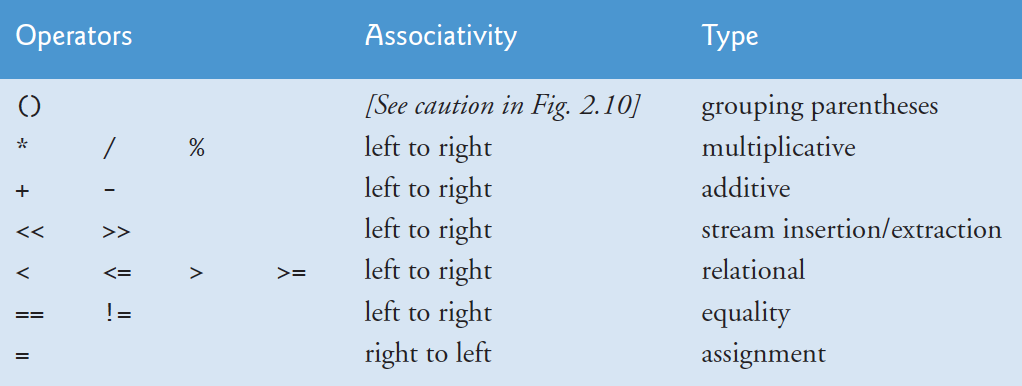 Operators Associativity Type
() [See caution in Fig. 2.10] grouping parentheses
* / % left to right multiplicative
+ - left to right additive
<< >> left to right stream insertion/extraction
< <= > >= left to right relational
== != left to right equality
= right to left assignment